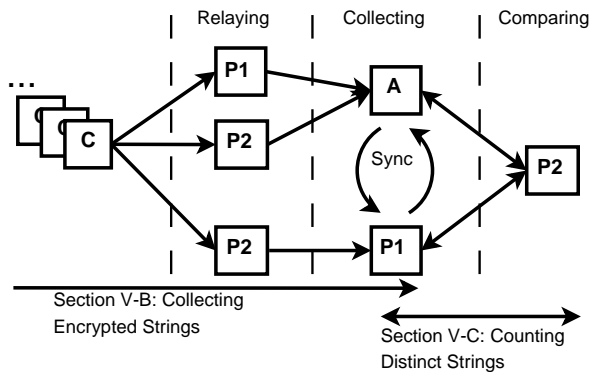 Relaying Collecting Comparing
...
P1
A
C
P2
Sync
P2
P2
P1
Section V-B: Collecting
Encrypted Strings
Section V-C: Counting
Distinct Strings